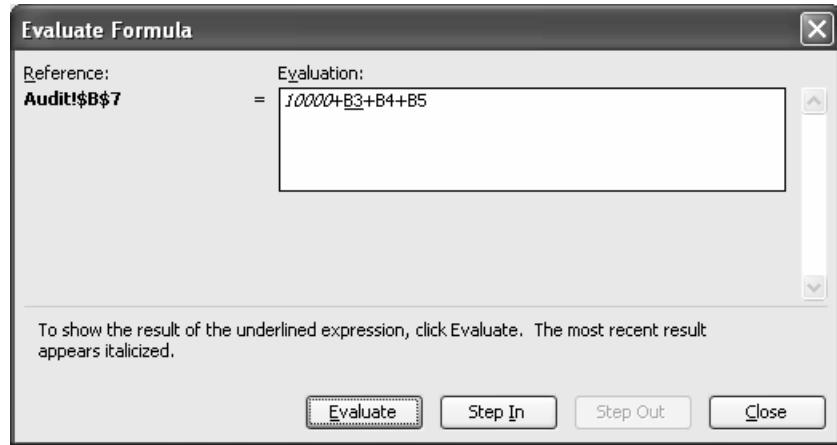 Evaluate Formula
Reference:
Evaluation:
Audit!$B$7
=
10000+B3+B4+B5
To show the result of the underlined expression, click Evaluate.  The most recent result
appears italicized.
Evaluate
Step In
Step Out
Close